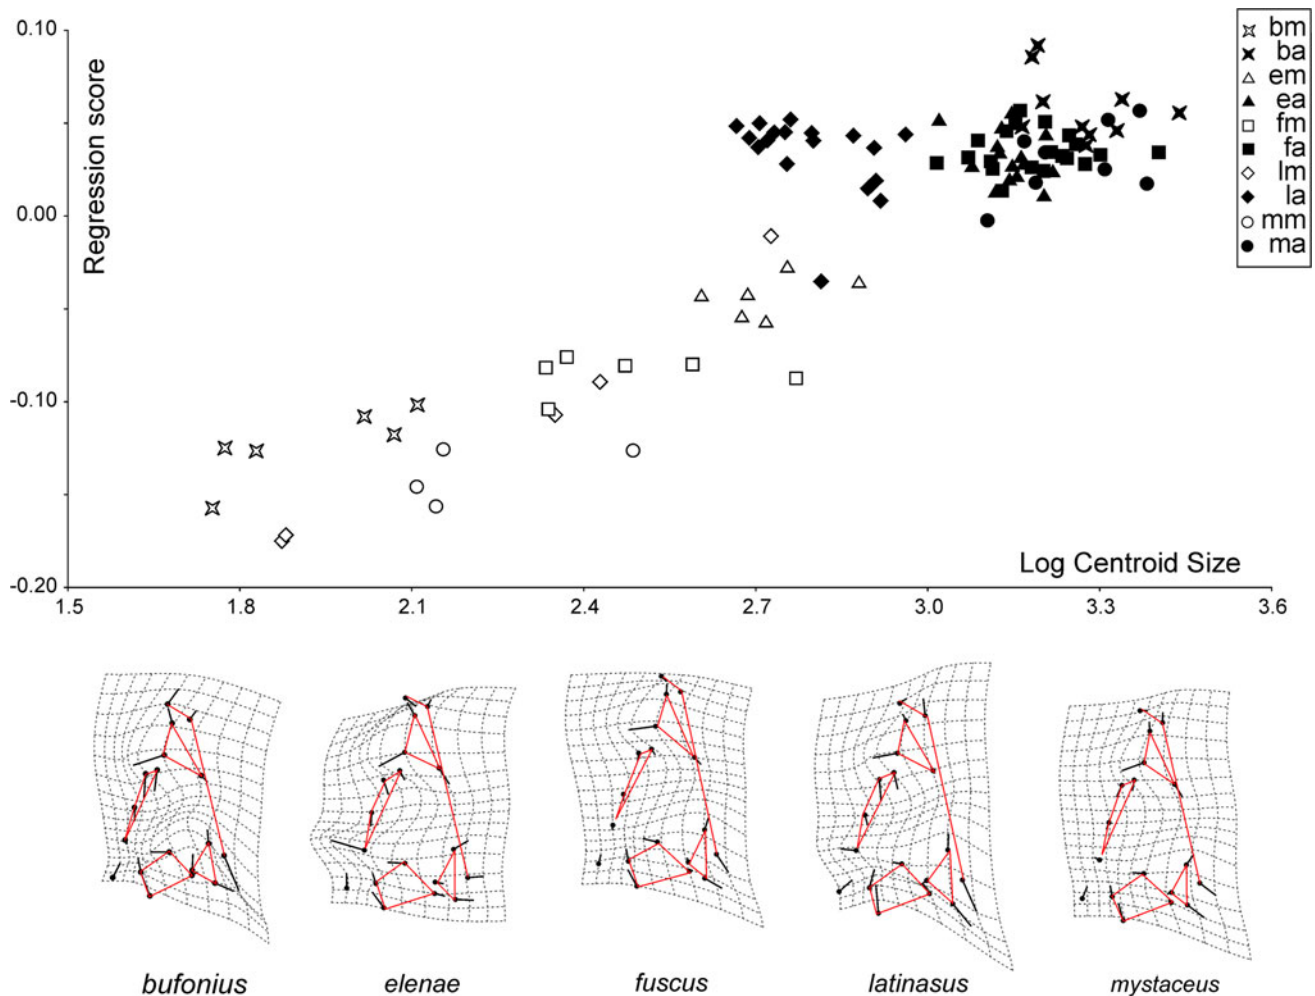 0.10
0.00
-0.10
-0.20
Regression score
bm
ba
em
ea
fm
fa
lm
la
mm
ma
Log Centroid Size
1.5 1.8 2.1 2.4 2.7 3.0 3.3 3.6
bufonius elenae fuscus latinasus mystaceus